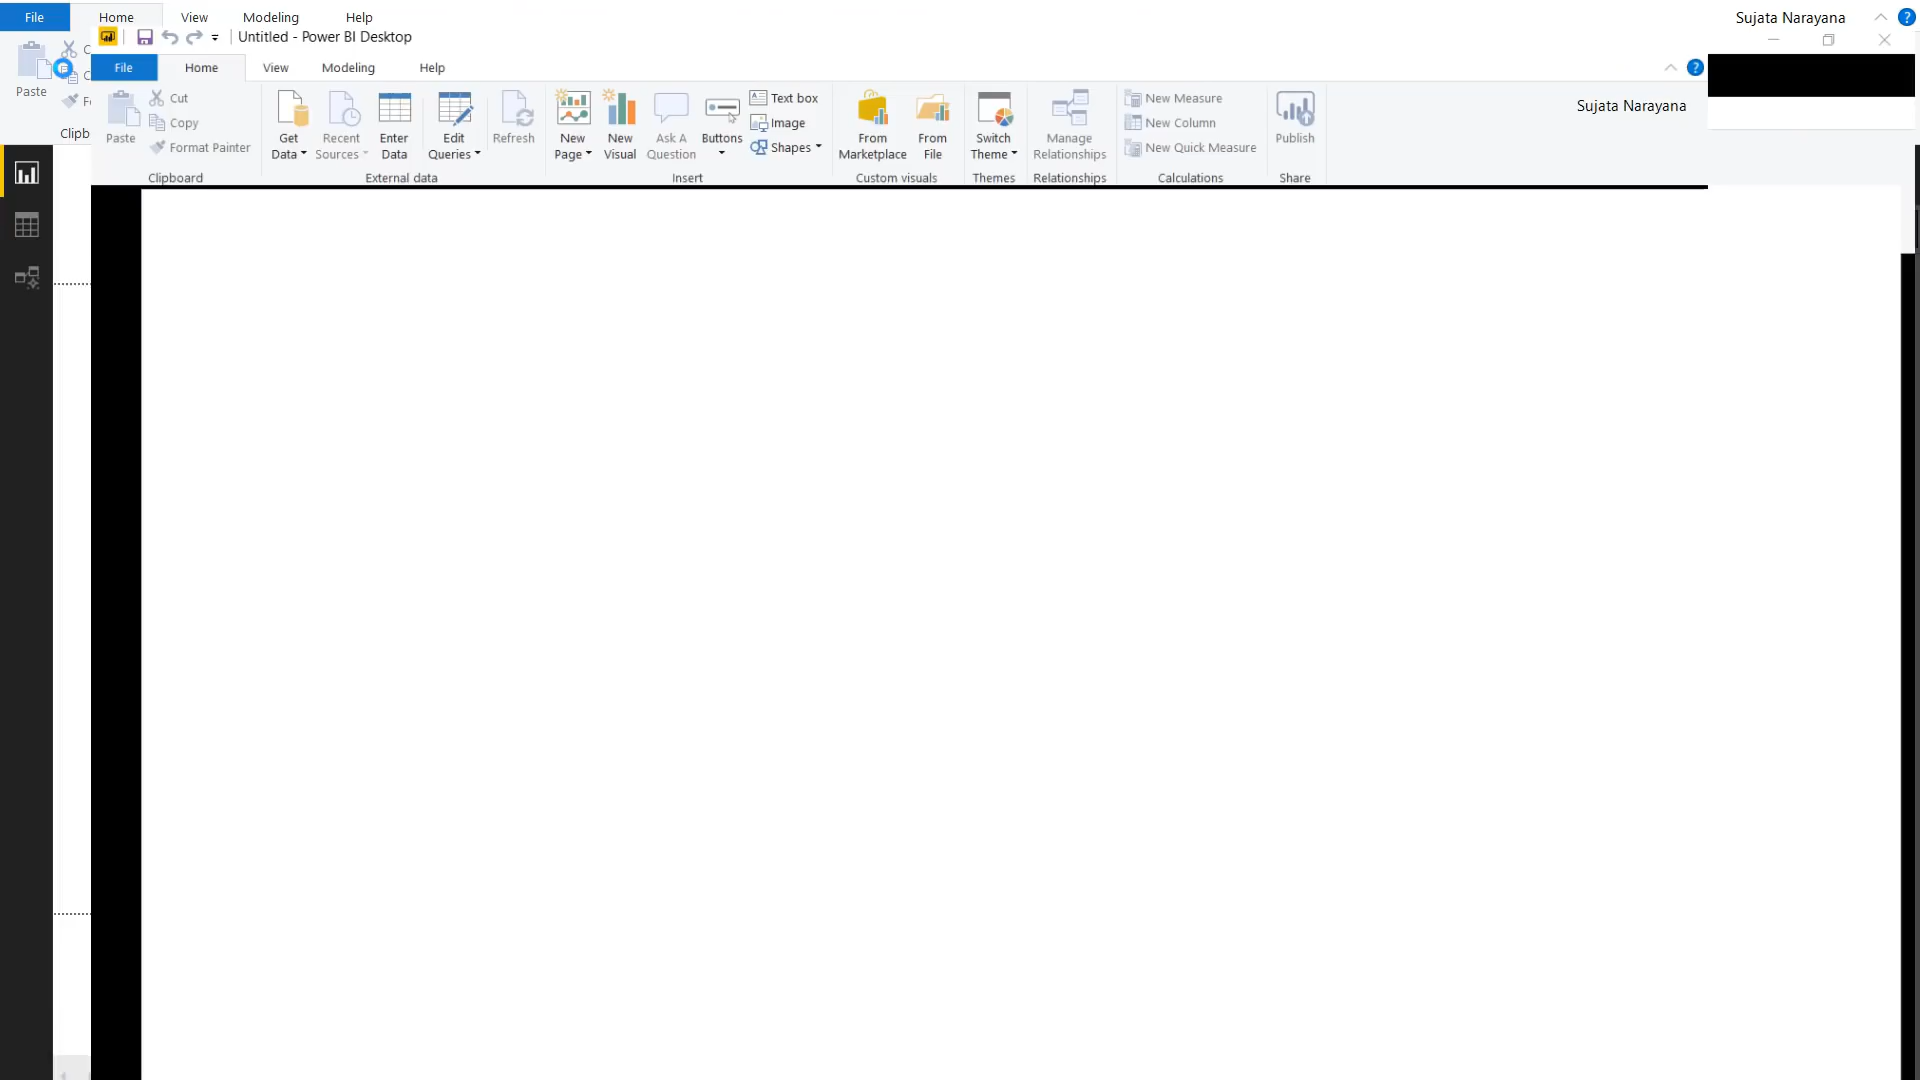 File Home View Modeling Help
Sujata Narayana
Untitled - Power BI Desktop
File Home View Modeling Help
Paste
Clipb
Sujata Narayana
Paste
Cut
Copy
Format Painter
Clipboard
Get Data
Recent Sources
Enter Data
Edit Queries
Refresh
External data
New Page
New Visual
Ask A Question
Buttons
Text box
Image
Shapes
Insert
From Marketplace
From File
Custom visuals
Switch Theme
Themes
Manage Relationships
Relationships
New Measure
New Column
New Quick Measure
Calculations
Publish
Share